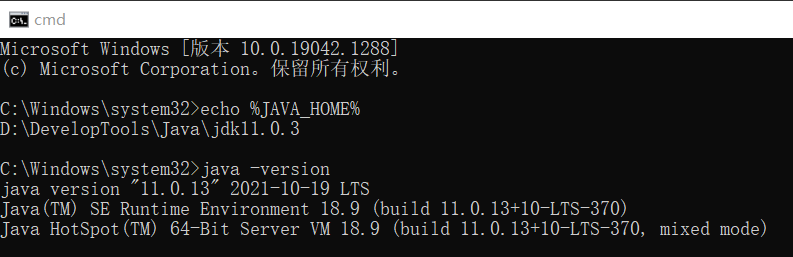 cmd
Microsoft Windows [版本 10.0.19042.1288]
(c) Microsoft Corporation。保留所有权利。
C:\Windows\system32>echo %JAVA_HOME%
D:\DevelopTools\Java\jdk11.0.3
C:\Windows\system32>java -version
java version "11.0.13" 2021-10-19 LTS
Java(TM) SE Runtime Environment 18.9 (build 11.0.13+10-LTS-370)
Java HotSpot(TM) 64-Bit Server VM 18.9 (build 11.0.13+10-LTS-370, mixed mode)